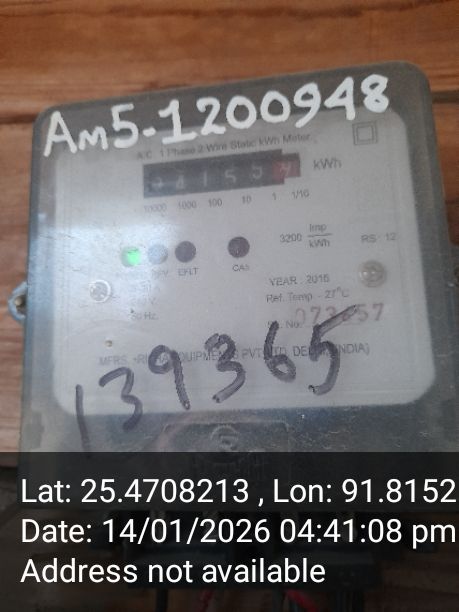 Am5-1200948
A.C. 1 Phase 2 Wire Static kWh Meter
kWh
10000 1000 100 10 1 1/10
3200 Imp/kWh
RS : 12
EFLT
YEAR : 2016
Ref. Temp - 27°C
50 Hz.
139365
Lat: 25.4708213 , Lon: 91.8152
Date: 14/01/2026 04:41:08 pm
Address not available